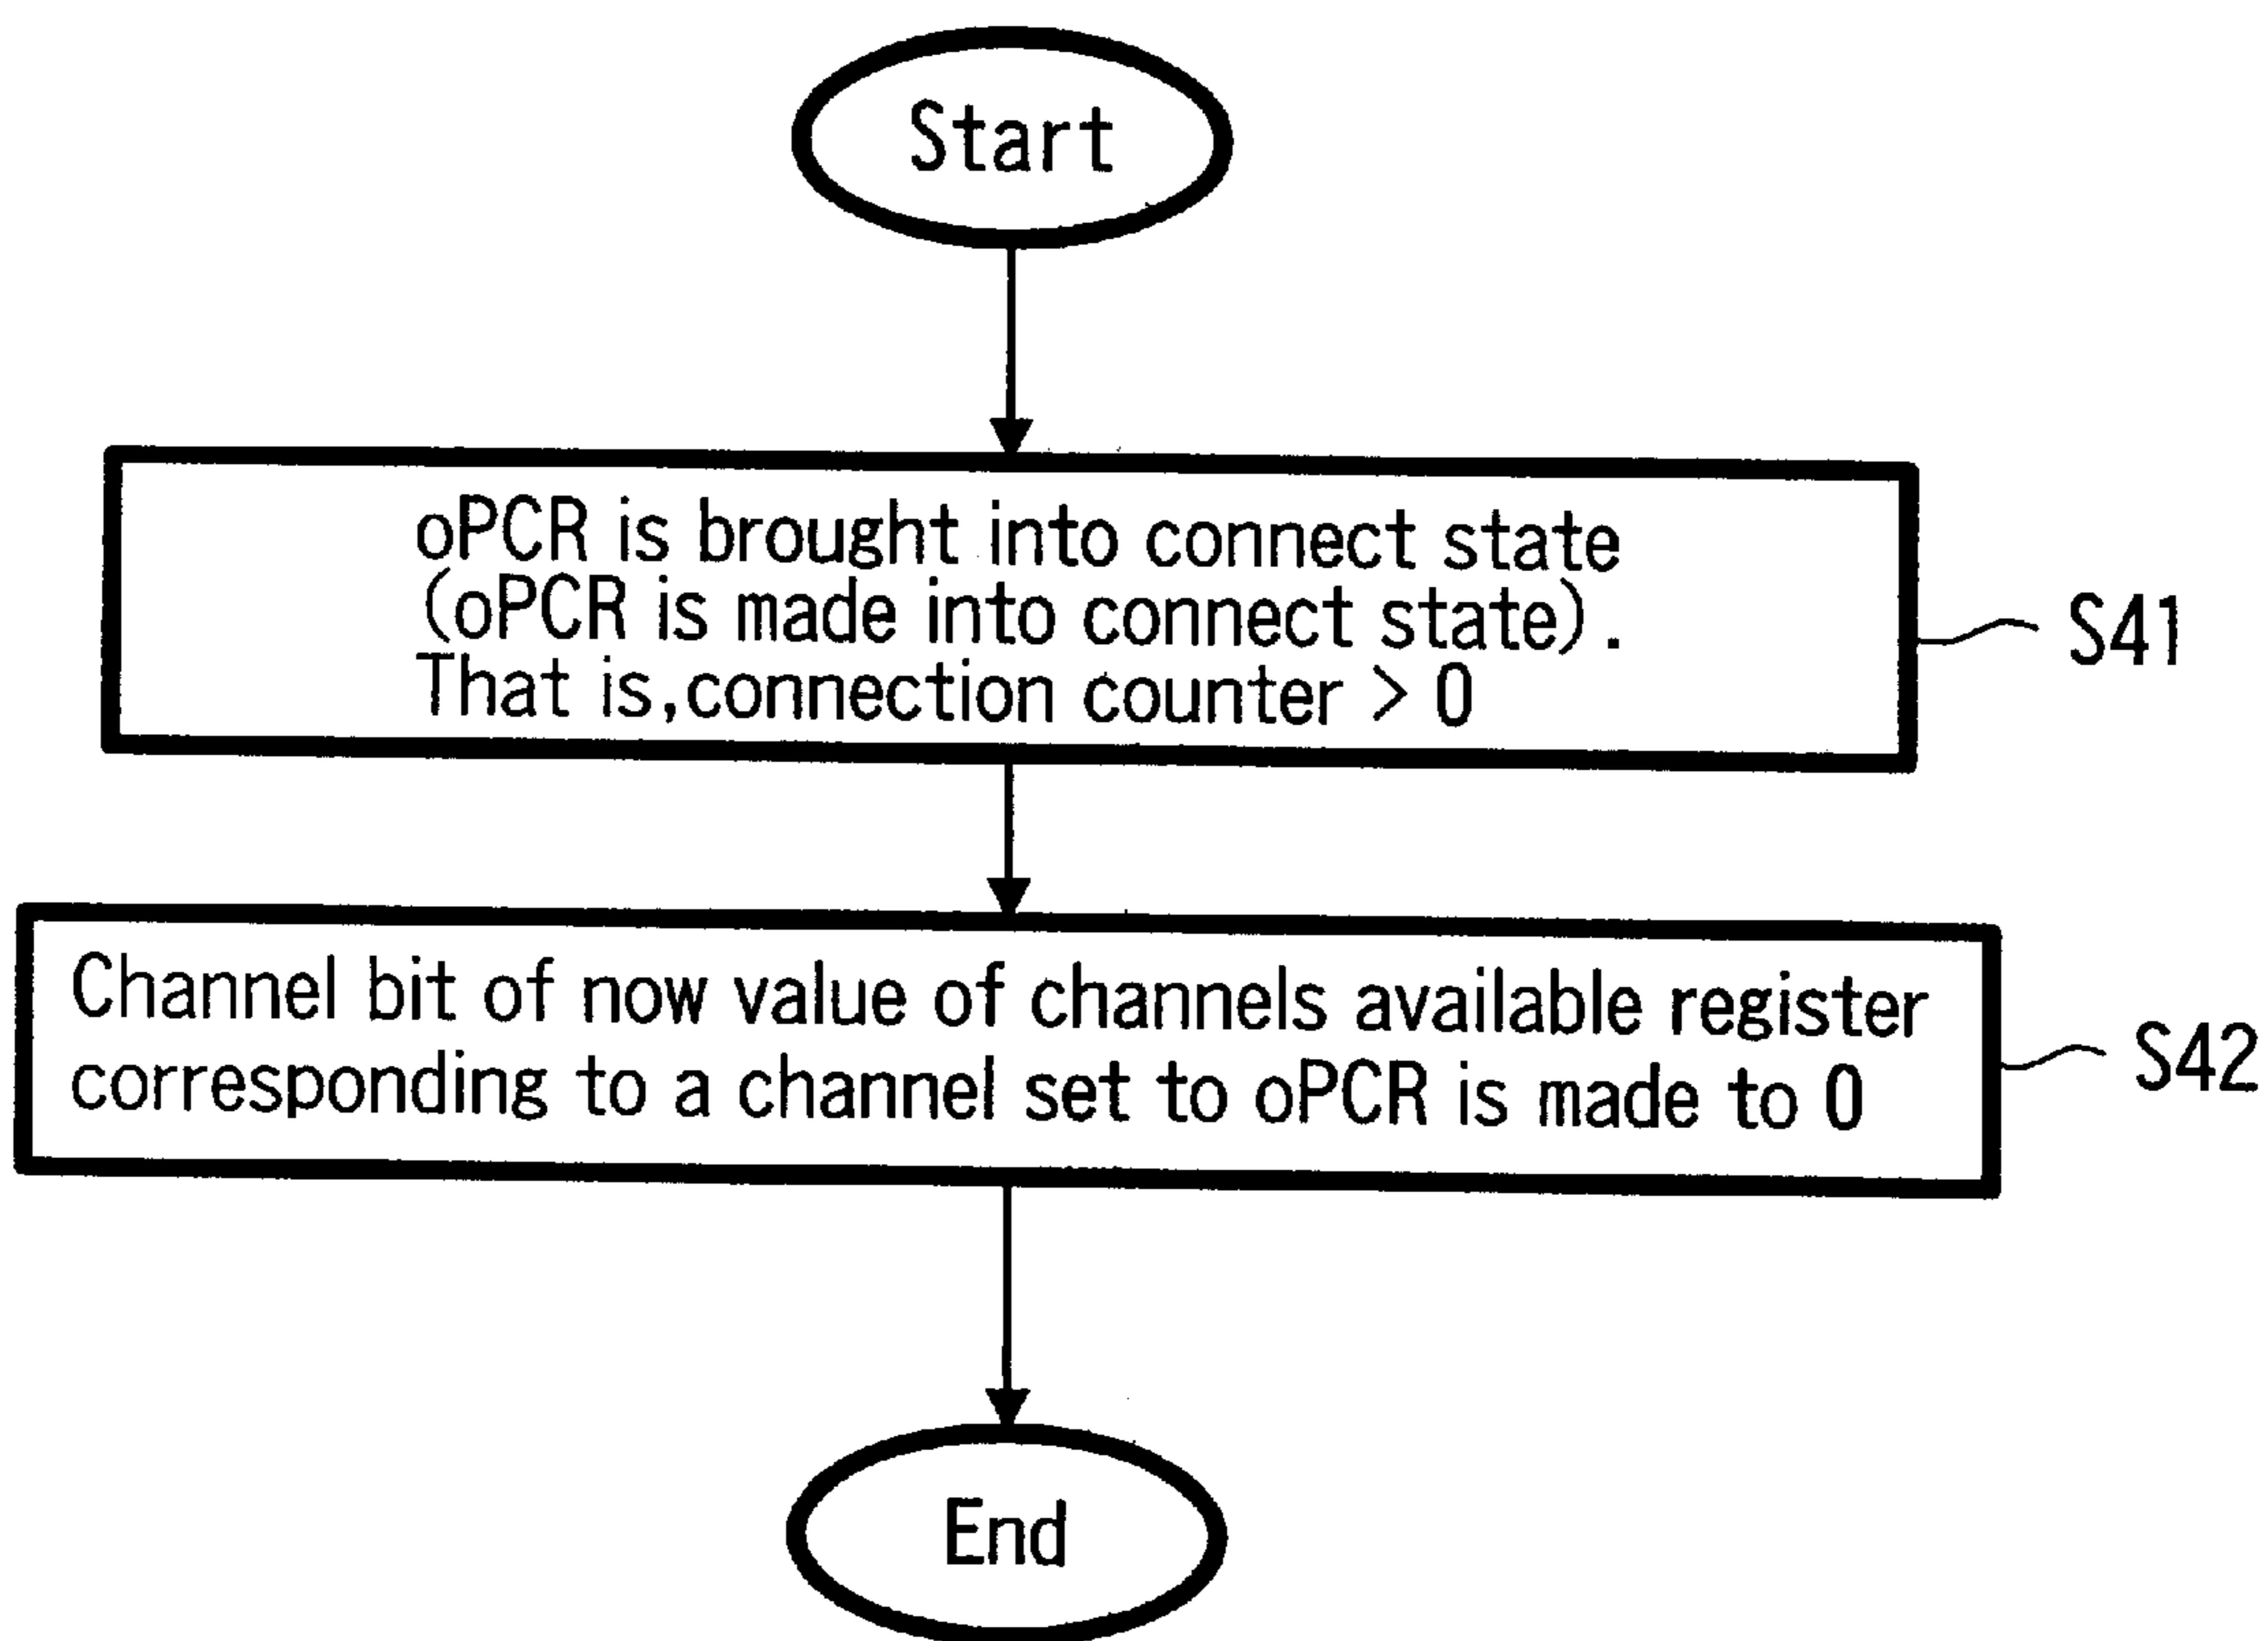 Start
oPCR is brought into connect state
(oPCR is made into connect state).
That is,connection counter > 0
S41
Channel bit of now value of channels available register
corresponding to a channel set to oPCR is made to 0
S42
End